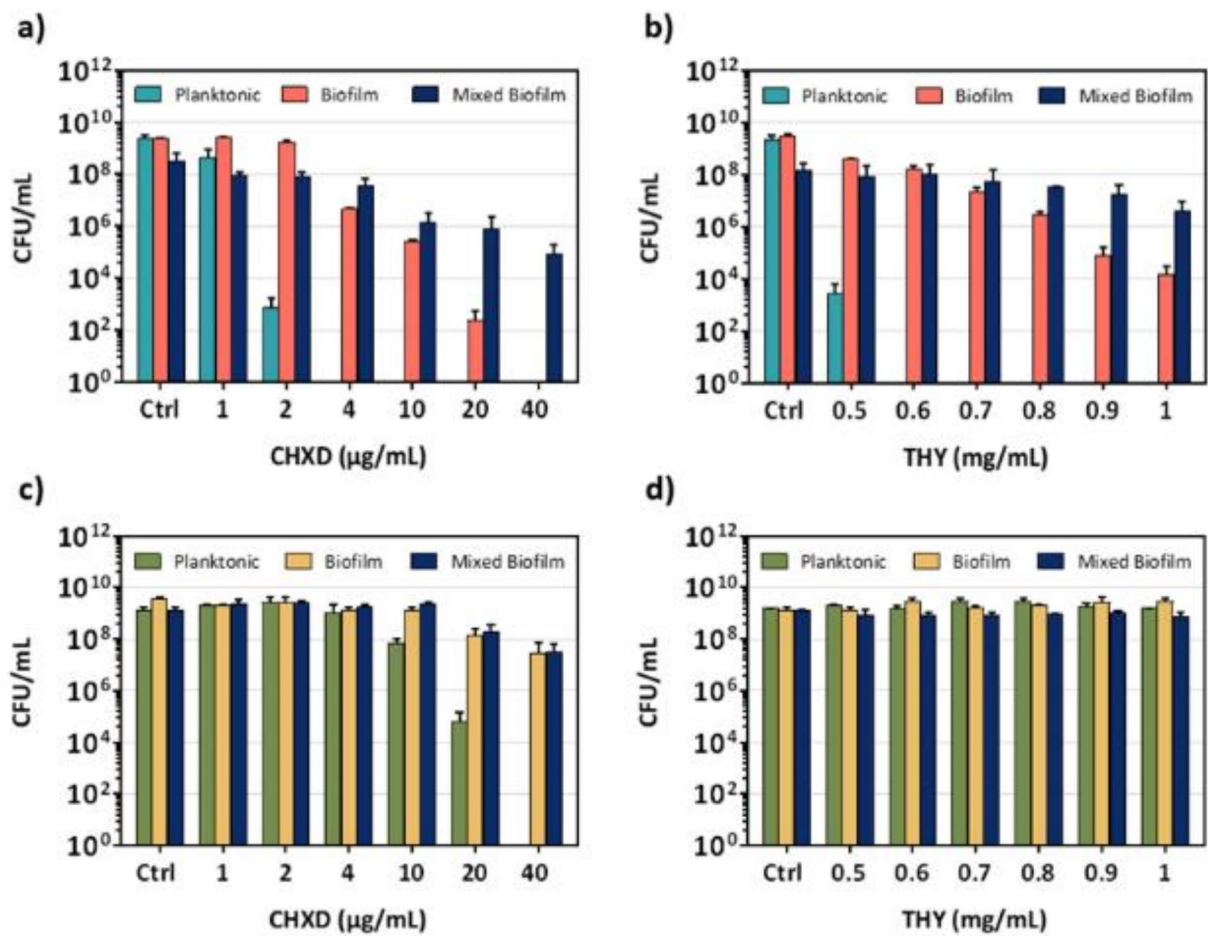 a)
10^12
10^10
10^8
10^6
10^4
10^2
10^0
CFU/mL
Planktonic Biofilm Mixed Biofilm
Ctrl 1 2 4 10 20 40
CHXD (µg/mL)
b)
10^12
10^10
10^8
10^6
10^4
10^2
10^0
CFU/mL
Planktonic Biofilm Mixed Biofilm
Ctrl 0.5 0.6 0.7 0.8 0.9 1
THY (mg/mL)
c)
10^12
10^10
10^8
10^6
10^4
10^2
10^0
CFU/mL
Planktonic Biofilm Mixed Biofilm
Ctrl 1 2 4 10 20 40
CHXD (µg/mL)
d)
10^12
10^10
10^8
10^6
10^4
10^2
10^0
CFU/mL
Planktonic Biofilm Mixed Biofilm
Ctrl 0.5 0.6 0.7 0.8 0.9 1
THY (mg/mL)